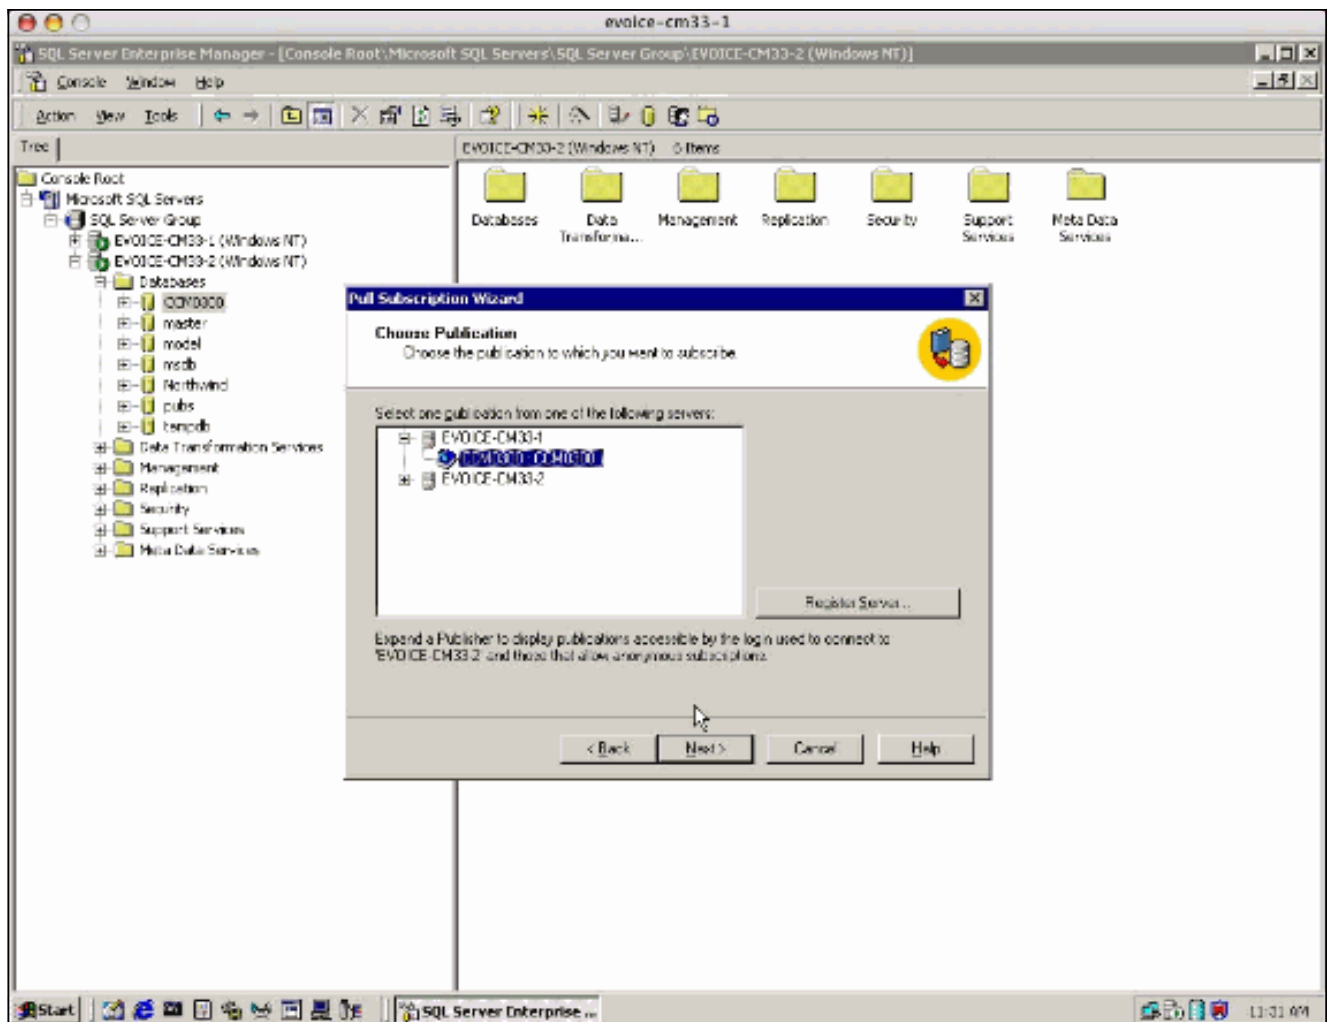 evoice-cm33-1
SQL Server Enterprise Manager - [Console Root\Microsoft SQL Servers\SQL Server Group\EVOICE-CM33-2 (Windows NT)]
Console Window Help
Action View Tools
Tree
EVOICE-CM33-2 (Windows NT) 6 Items
Console Root
Microsoft SQL Servers
SQL Server Group
EVOICE-CM33-1 (Windows NT)
EVOICE-CM33-2 (Windows NT)
Databases
CCM0300
master
model
msdb
Northwind
pubs
tempdb
Data Transformation Services
Management
Replication
Security
Support Services
Meta Data Services
Databases
Data Transforma...
Management
Replication
Security
Support Services
Meta Data Services
Pull Subscription Wizard
Choose Publication
Choose the publication to which you want to subscribe.
Select one publication from one of the following servers:
EVOICE-CM33-1
CCM0300:CCM0300
EVOICE-CM33-2
Register Server...
Expand a Publisher to display publications accessible by the login used to connect to
'EVOICE-CM33-2' and those that allow anonymous subscriptions.
< Back
Next >
Cancel
Help
Start
SQL Server Enterprise ...
11:31 AM